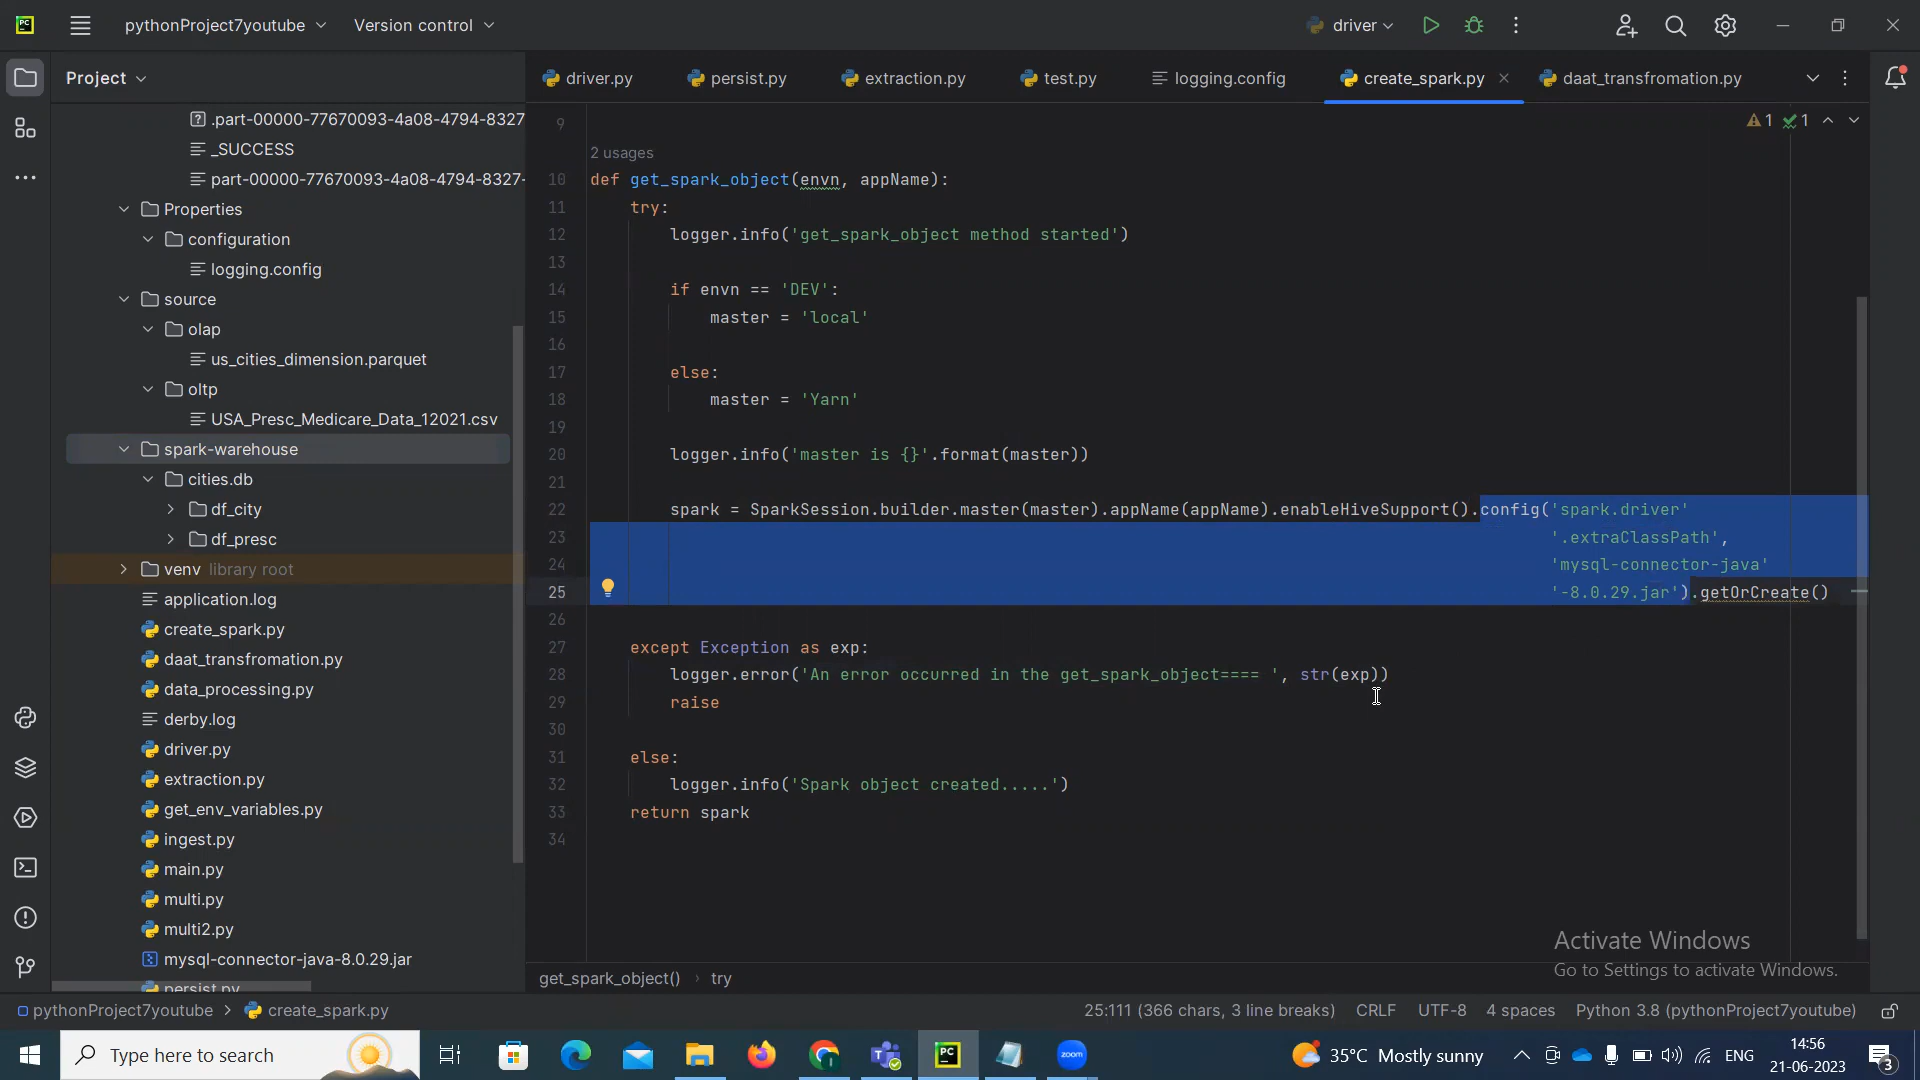 PC pythonProject7youtube Version control driver
Project
driver.py persist.py extraction.py test.py logging.config create_spark.py daat_transfromation.py
.part-00000-77670093-4a08-4794-8327
_SUCCESS
part-00000-77670093-4a08-4794-8327-
Properties
configuration
logging.config
source
olap
us_cities_dimension.parquet
oltp
USA_Presc_Medicare_Data_12021.csv
spark-warehouse
cities.db
df_city
df_presc
venv library root
application.log
create_spark.py
daat_transfromation.py
data_processing.py
derby.log
driver.py
extraction.py
get_env_variables.py
ingest.py
main.py
multi.py
multi2.py
mysql-connector-java-8.0.29.jar
persist.py
1 1
9
2 usages
10 def get_spark_object(envn, appName):
11 try:
12 logger.info('get_spark_object method started')
13
14 if envn == 'DEV':
15 master = 'local'
16
17 else:
18 master = 'Yarn'
19
20 logger.info('master is {}'.format(master))
21
22 spark = SparkSession.builder.master(master).appName(appName).enableHiveSupport().config('spark.driver'
23 '.extraClassPath',
24 'mysql-connector-java'
25 '-8.0.29.jar').getOrCreate()
26
27 except Exception as exp:
28 logger.error('An error occurred in the get_spark_object==== ', str(exp))
29 raise
30
31 else:
32 logger.info('Spark object created.....')
33 return spark
34
Activate Windows
Go to Settings to activate Windows.
get_spark_object() › try
pythonProject7youtube › create_spark.py 25:111 (366 chars, 3 line breaks) CRLF UTF-8 4 spaces Python 3.8 (pythonProject7youtube)
Type here to search PC zoom 35°C Mostly sunny ENG 14:56
21-06-2023 3